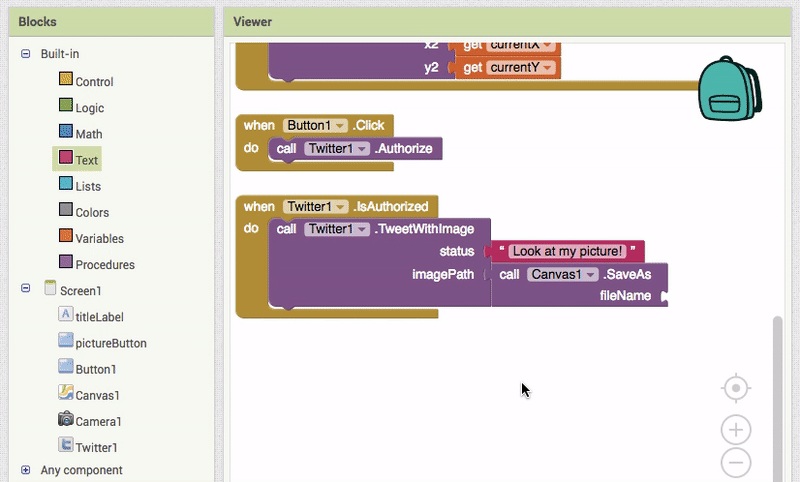 Blocks
Viewer
Built-in
Control
Logic
Math
Text
Lists
Colors
Variables
Procedures
Screen1
titleLabel
pictureButton
Button1
Canvas1
Camera1
Twitter1
Any component
x2 get currentX
y2 get currentY
when Button1 .Click
do call Twitter1 .Authorize
when Twitter1 .IsAuthorized
do call Twitter1 .TweetWithImage
status " Look at my picture! "
imagePath call Canvas1 .SaveAs
fileName